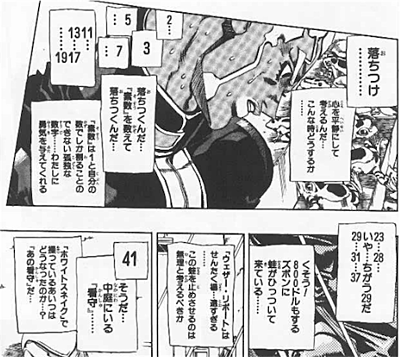 落ちつけ
心を平静にして
考えるんだ…
こんな時どうするか
……
2…
3
…5
…7
落ちつくんだ…
『素数』を数えて
落ちつくんだ…
『素数』は1と自分の
数でしか割ることの
できない孤独な
数字……わたしに
勇気を与えてくれる
1311
……
1917
23…28…
いや…ちがう29だ
29…31…37
くそう!
800ドルもする
ズボンに
蛭がひっついて
来ている…
『ウェザー・リポート』は
せんたく場…遠すぎる
この蛙を止めさせるのは
無理と考えるべきか
41
そうだ…
中庭にいる
『看守』……
『ホワイトスネイク』で
操っているあいつは
どうなったのか…?
『あの看守』だ…